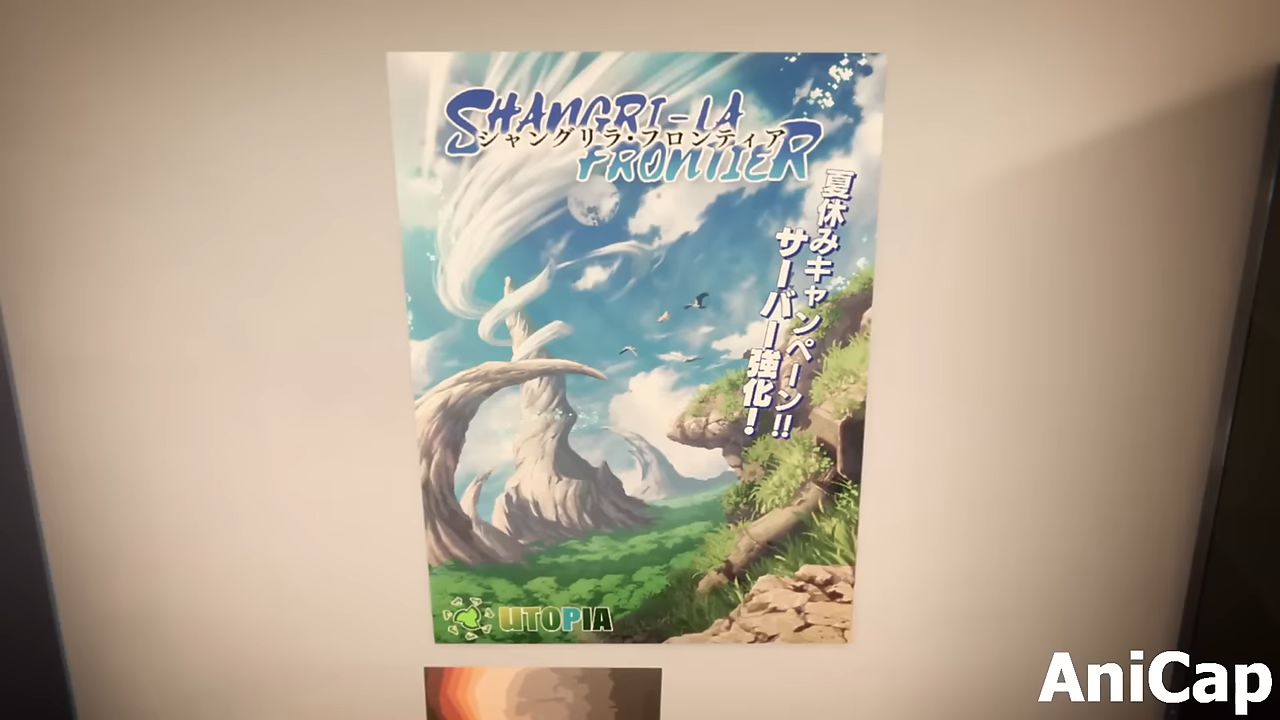 SHANGRI-LA
シャングリラ・フロンティア
FRONTIER
夏休みキャンペーン!!
サーバー強化!
UTOPIA
AniCap